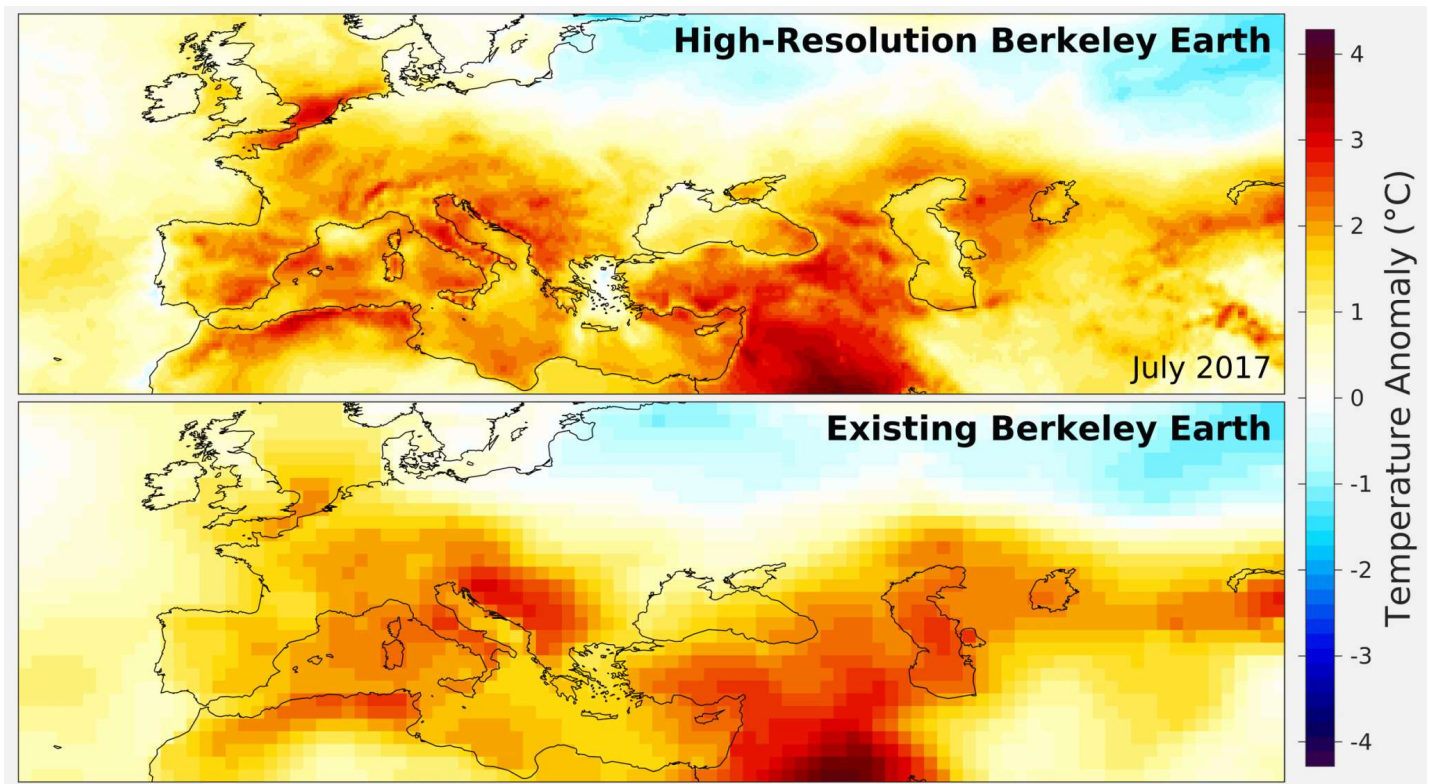 High-Resolution Berkeley Earth
July 2017
Existing Berkeley Earth
4
3
2
1
0
-1
-2
-3
-4
Temperature Anomaly (°C)